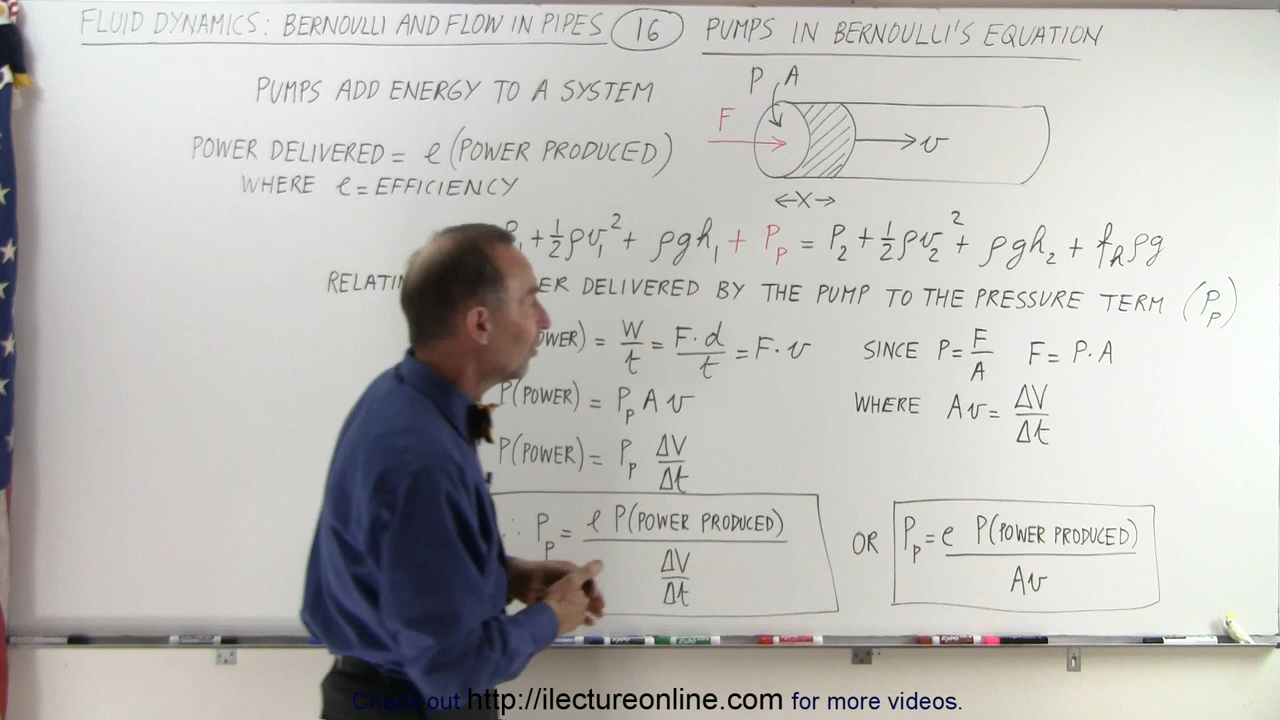 FLUID DYNAMICS: BERNOULLI AND FLOW IN PIPES 16 PUMPS IN BERNOULLI'S EQUATION
PUMPS ADD ENERGY TO A SYSTEM
POWER DELIVERED = e (POWER PRODUCED)
WHERE e = EFFICIENCY
P A
F
v
←X→
+ ½ρv₁² + ρgh₁ + Pₚ = P₂ + ½ρv₂² + ρgh₂ + fₕρg
DELIVERED BY THE PUMP TO THE PRESSURE TERM (Pₚ)
= W/t = F·d/t = F·v SINCE P = F/A F = P·A
P(POWER) = Pₚ A v WHERE Av = ΔV/Δt
P(POWER) = Pₚ ΔV/Δt
∴ Pₚ = e P(POWER PRODUCED) / ΔV/Δt OR Pₚ = e P(POWER PRODUCED) / Av
Check out http://ilectureonline.com for more videos.